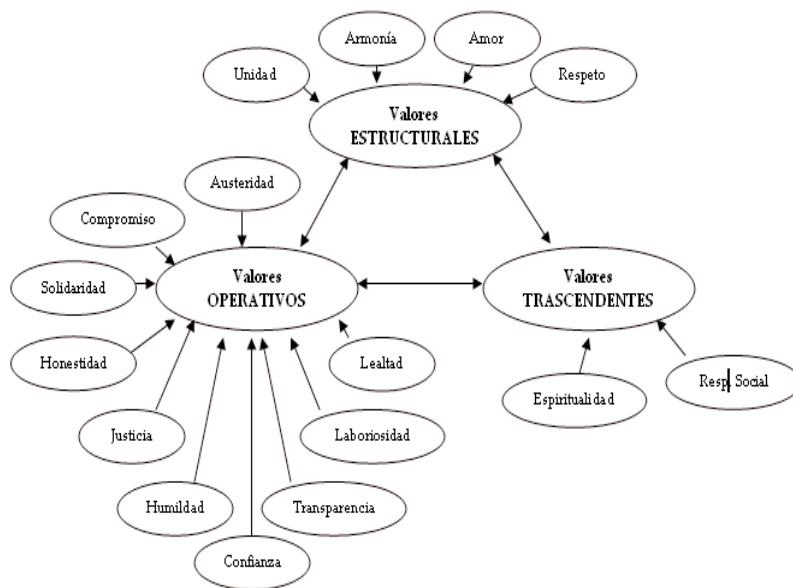 Armonía
Amor
Unidad
Respeto
Valores
ESTRUCTURALES
Austeridad
Compromiso
Solidaridad
Valores
OPERATIVOS
Valores
TRASCENDENTES
Honestidad
Lealtad
Espiritualidad
Resp. Social
Justicia
Laboriosidad
Humildad
Transparencia
Confianza